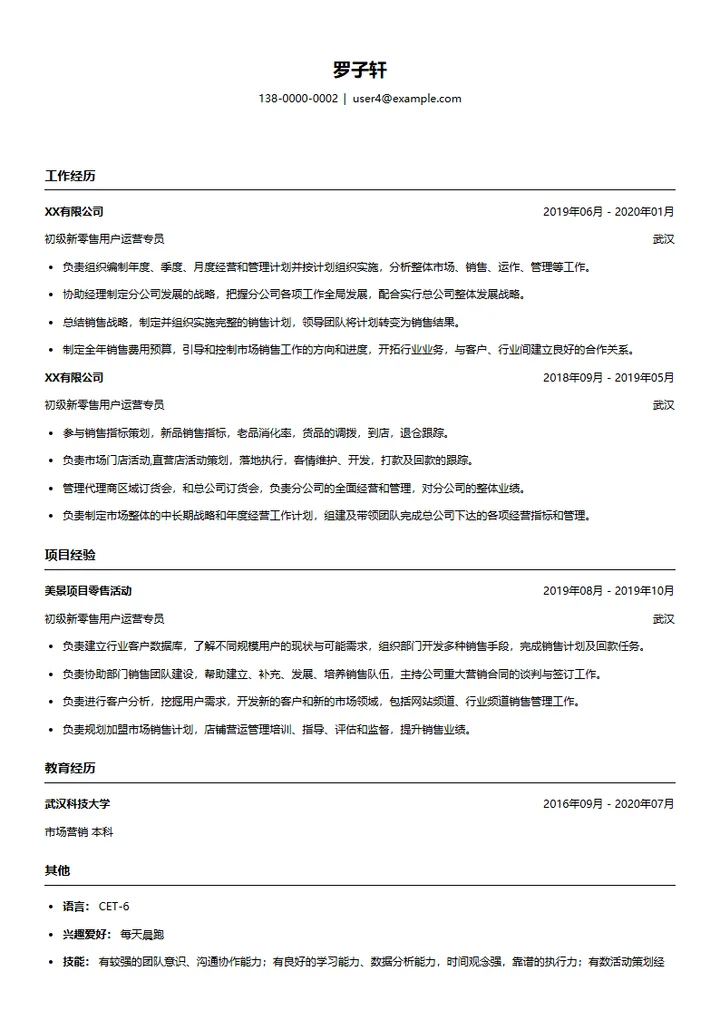 罗子轩
138-0000-0002 | user4@example.com
工作经历
XX有限公司 2019年06月 - 2020年01月
初级新零售用户运营专员 武汉
• 负责组织编制年度、季度、月度经营和管理计划并按计划组织实施，分析整体市场、销售、运作、管理等工作。
• 协助经理制定分公司发展的战略，把握分公司各项工作全局发展，配合实行总公司整体发展战略。
• 总结销售战略，制定并组织实施完整的销售计划，领导团队将计划转变为销售结果。
• 制定全年销售费用预算，引导和控制市场销售工作的方向和进度，开拓行业业务，与客户、行业间建立良好的合作关系。
XX有限公司 2018年09月 - 2019年05月
初级新零售用户运营专员 武汉
• 参与销售指标策划，新品销售指标，老品消化率，货品的调拨，到店，退仓跟踪。
• 负责市场门店活动,直营店活动策划，落地执行，客情维护、开发，打款及回款的跟踪。
• 管理代理商区域订货会，和总公司订货会，负责分公司的全面经营和管理，对分公司的整体业绩。
• 负责制定市场整体的中长期战略和年度经营工作计划，组建及带领团队完成总公司下达的各项经营指标和管理。
项目经验
美景项目零售活动 2019年08月 - 2019年10月
初级新零售用户运营专员 武汉
• 负责建立行业客户数据库，了解不同规模用户的现状与可能需求，组织部门开发多种销售手段，完成销售计划及回款任务。
• 负责协助部门销售团队建设，帮助建立、补充、发展、培养销售队伍，主持公司重大营销合同的谈判与签订工作。
• 负责进行客户分析，挖掘用户需求，开发新的客户和新的市场领域，包括网站频道、行业频道销售管理工作。
• 负责规划加盟市场销售计划，店铺营运管理培训、指导、评估和监督，提升销售业绩。
教育经历
武汉科技大学 2016年09月 - 2020年07月
市场营销 本科
其他
• 语言： CET-6
• 兴趣爱好： 每天晨跑
• 技能： 有较强的团队意识、沟通协作能力；有良好的学习能力、数据分析能力，时间观念强，靠谱的执行力；有数活动策划经